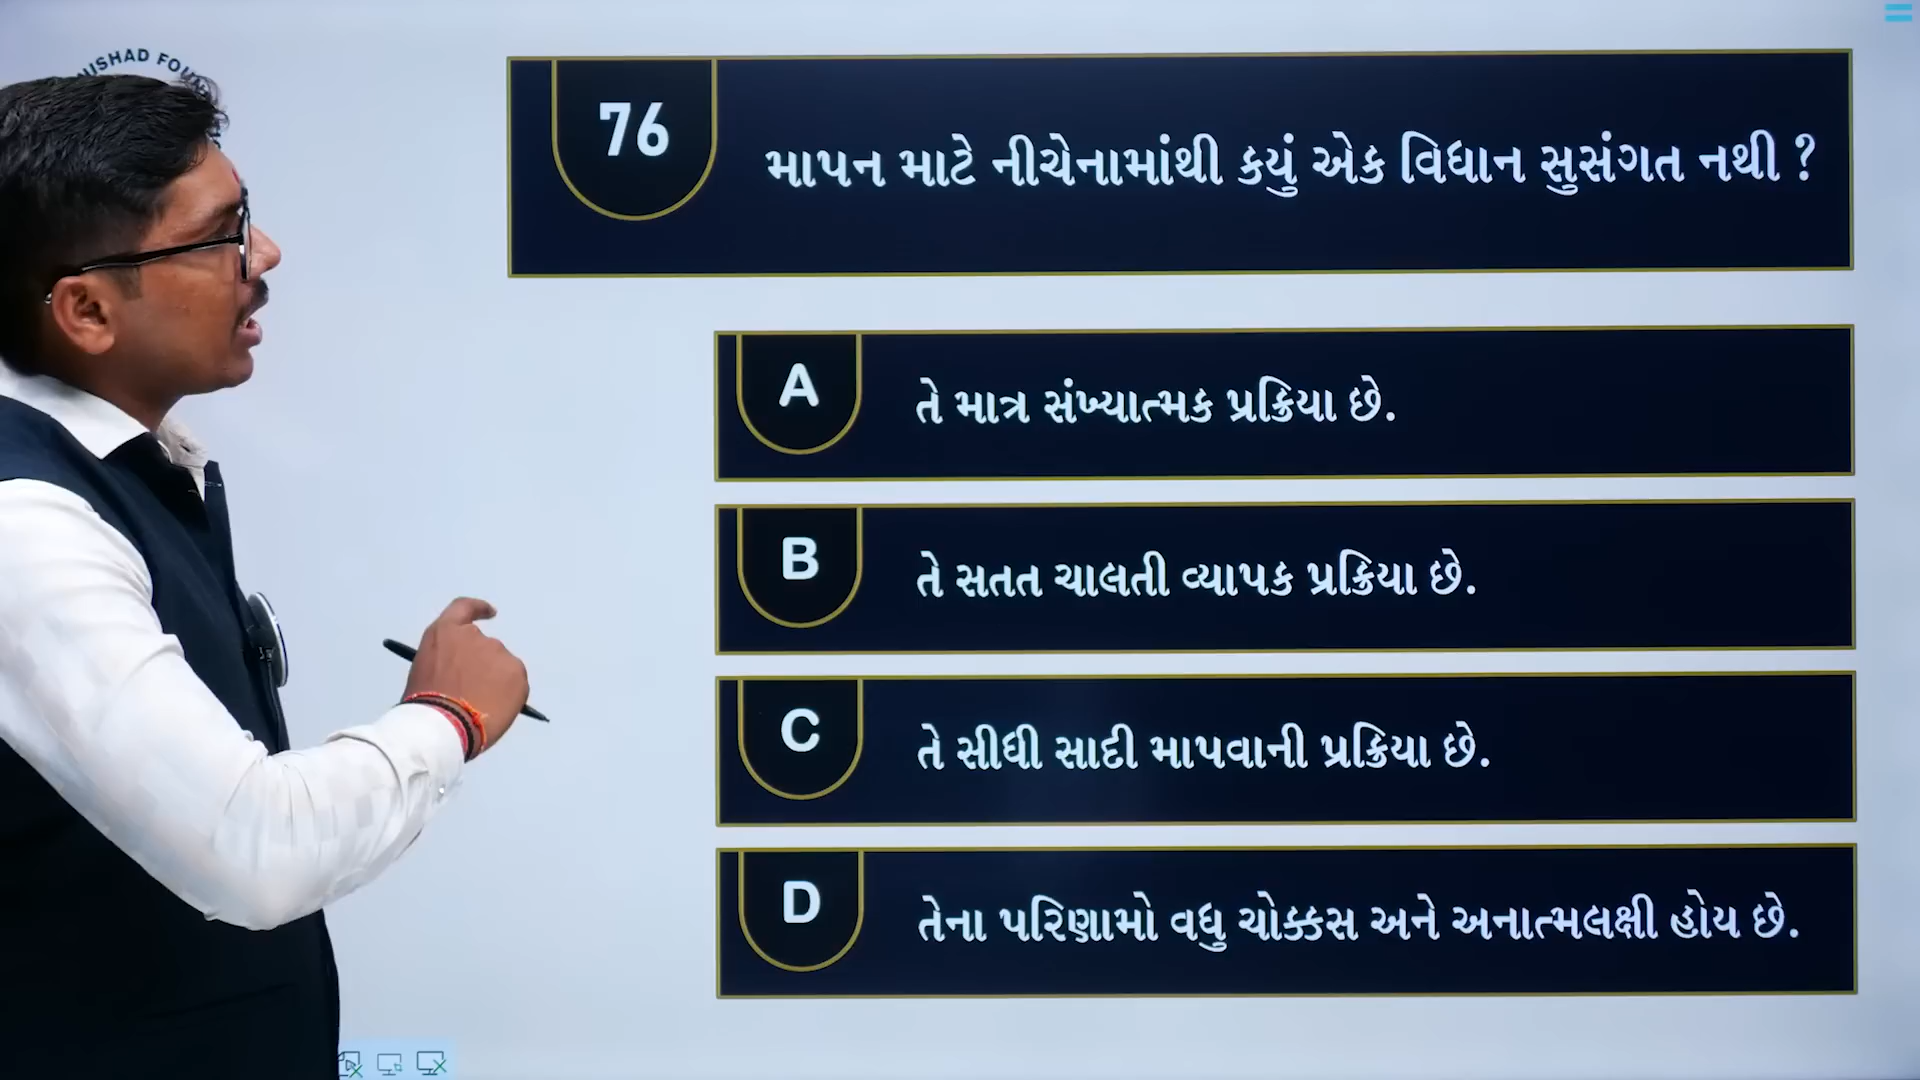 76
માપન માટે નીચેનામાંથી કયું એક વિધાન સુસંગત નથી ?
A
તે માત્ર સંખ્યાત્મક પ્રક્રિયા છે.
B
તે સતત ચાલતી વ્યાપક પ્રક્રિયા છે.
C
તે સીધી સાદી માપવાની પ્રક્રિયા છે.
D
તેના પરિણામો વધુ ચોક્કસ અને અનાત્મલક્ષી હોય છે.